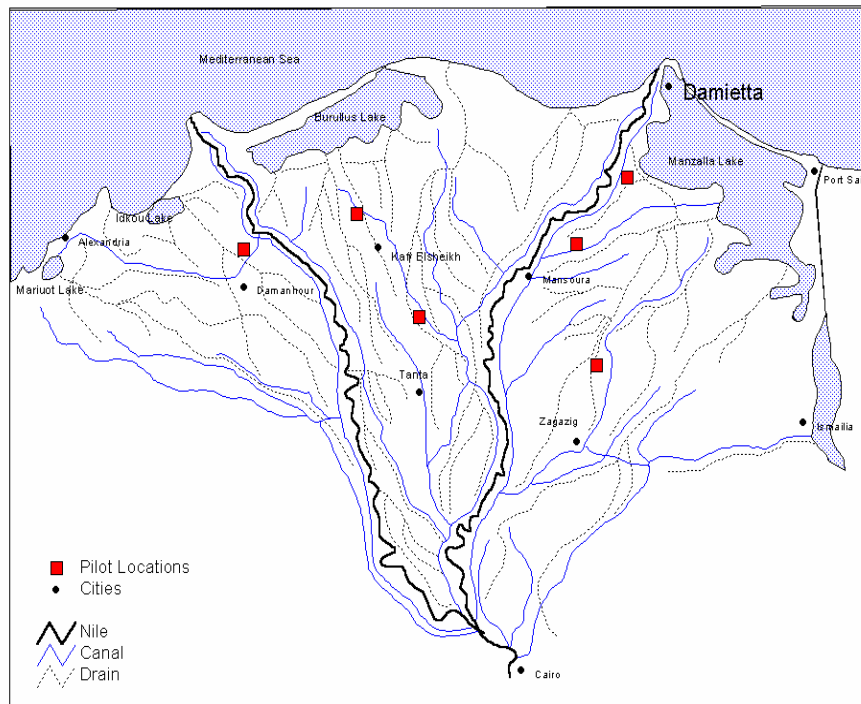 Mediterranean Sea
Damietta
Burullus Lake
Manzalla Lake
Port Sa
Idkou Lake
Alexandria
Kafr Elsheikh
Mansoura
Mariuot Lake
Damanhour
Tanta
Zagazig
Ismailia
Pilot Locations
Cities
Nile
Canal
Drain
Cairo